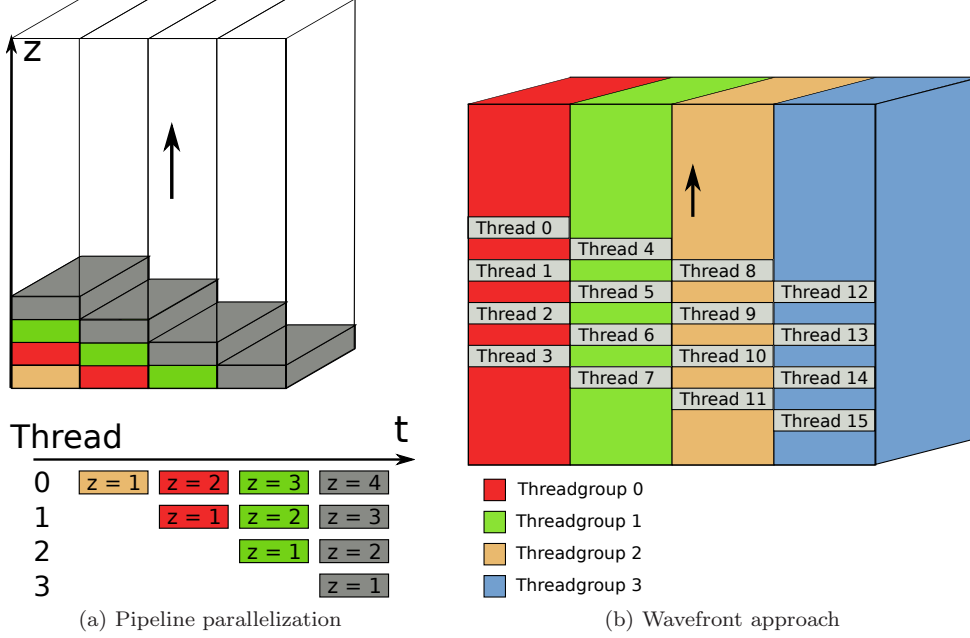 z
Thread t
0 z = 1 z = 2 z = 3 z = 4
1 z = 1 z = 2 z = 3
2 z = 1 z = 2
3 z = 1
(a) Pipeline parallelization
Thread 0
Thread 4
Thread 1 Thread 8
Thread 5 Thread 12
Thread 2 Thread 9
Thread 6 Thread 13
Thread 3 Thread 10
Thread 7 Thread 14
Thread 11
Thread 15
Threadgroup 0
Threadgroup 1
Threadgroup 2
Threadgroup 3
(b) Wavefront approach